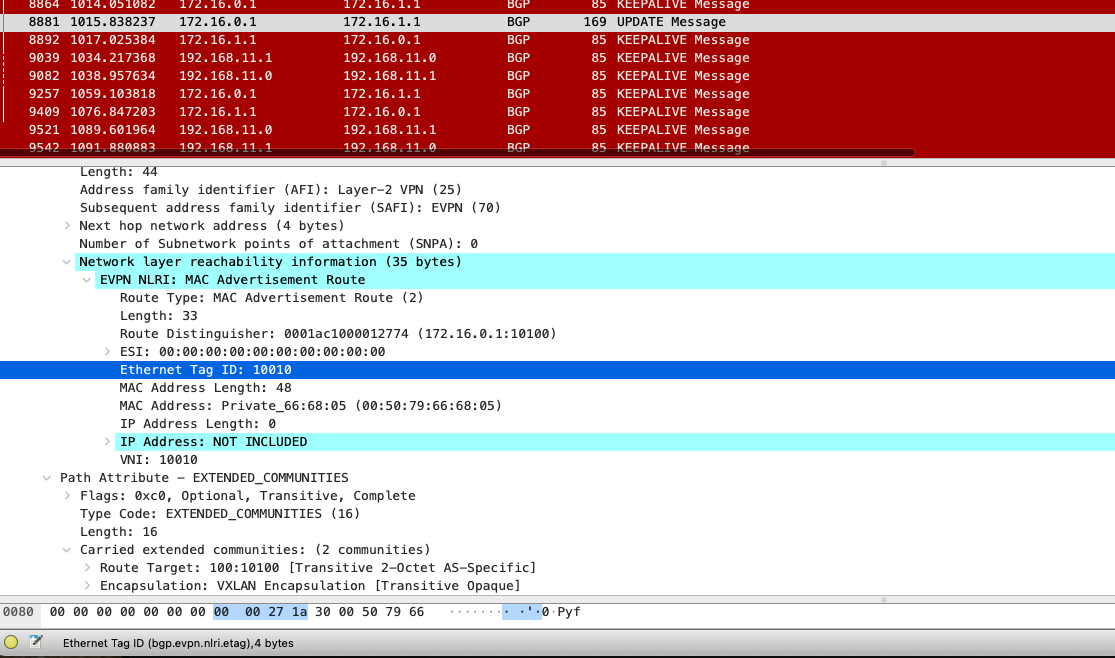 8864 1014.051082 172.16.0.1 172.16.1.1 BGP 85 KEEPALIVE Message
8881 1015.838237 172.16.0.1 172.16.1.1 BGP 169 UPDATE Message
8892 1017.025384 172.16.1.1 172.16.0.1 BGP 85 KEEPALIVE Message
9039 1034.217368 192.168.11.1 192.168.11.0 BGP 85 KEEPALIVE Message
9082 1038.957634 192.168.11.0 192.168.11.1 BGP 85 KEEPALIVE Message
9257 1059.103818 172.16.0.1 172.16.1.1 BGP 85 KEEPALIVE Message
9409 1076.847203 172.16.1.1 172.16.0.1 BGP 85 KEEPALIVE Message
9521 1089.601964 192.168.11.0 192.168.11.1 BGP 85 KEEPALIVE Message
9542 1091.880883 192.168.11.1 192.168.11.0 BGP 85 KEEPALIVE Message
Length: 44
Address family identifier (AFI): Layer-2 VPN (25)
Subsequent address family identifier (SAFI): EVPN (70)
Next hop network address (4 bytes)
Number of Subnetwork points of attachment (SNPA): 0
Network layer reachability information (35 bytes)
EVPN NLRI: MAC Advertisement Route
Route Type: MAC Advertisement Route (2)
Length: 33
Route Distinguisher: 0001ac1000012774 (172.16.0.1:10100)
ESI: 00:00:00:00:00:00:00:00:00:00
Ethernet Tag ID: 10010
MAC Address Length: 48
MAC Address: Private_66:68:05 (00:50:79:66:68:05)
IP Address Length: 0
IP Address: NOT INCLUDED
VNI: 10010
Path Attribute – EXTENDED_COMMUNITIES
Flags: 0xc0, Optional, Transitive, Complete
Type Code: EXTENDED_COMMUNITIES (16)
Length: 16
Carried extended communities: (2 communities)
Route Target: 100:10100 [Transitive 2-Octet AS-Specific]
Encapsulation: VXLAN Encapsulation [Transitive Opaque]
0080 00 00 00 00 00 00 00 00 00 27 1a 30 00 50 79 66 ········ ·'·0·Pyf
Ethernet Tag ID (bgp.evpn.nlri.etag),4 bytes